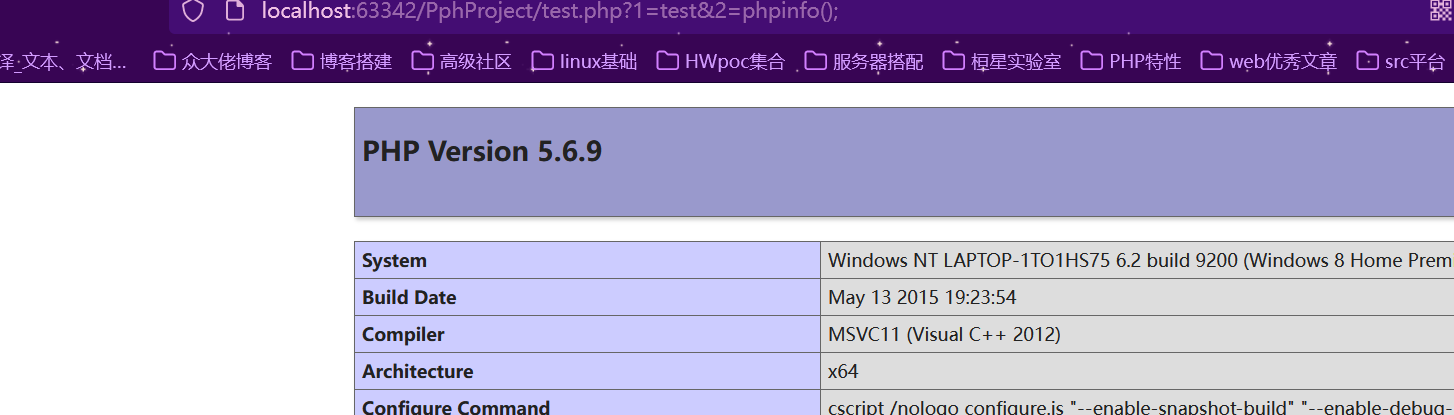 localhost:63342/PphProject/test.php?1=test&2=phpinfo();
译_文本、文档... 众大佬博客 博客搭建 高级社区 linux基础 HWpoc集合 服务器搭配 桓星实验室 PHP特性 web优秀文章 src平台
PHP Version 5.6.9
System Windows NT LAPTOP-1TO1HS75 6.2 build 9200 (Windows 8 Home Prem
Build Date May 13 2015 19:23:54
Compiler MSVC11 (Visual C++ 2012)
Architecture x64
Configure Command cscript /nologo configure.js "--enable-snapshot-build" "--enable-debug-